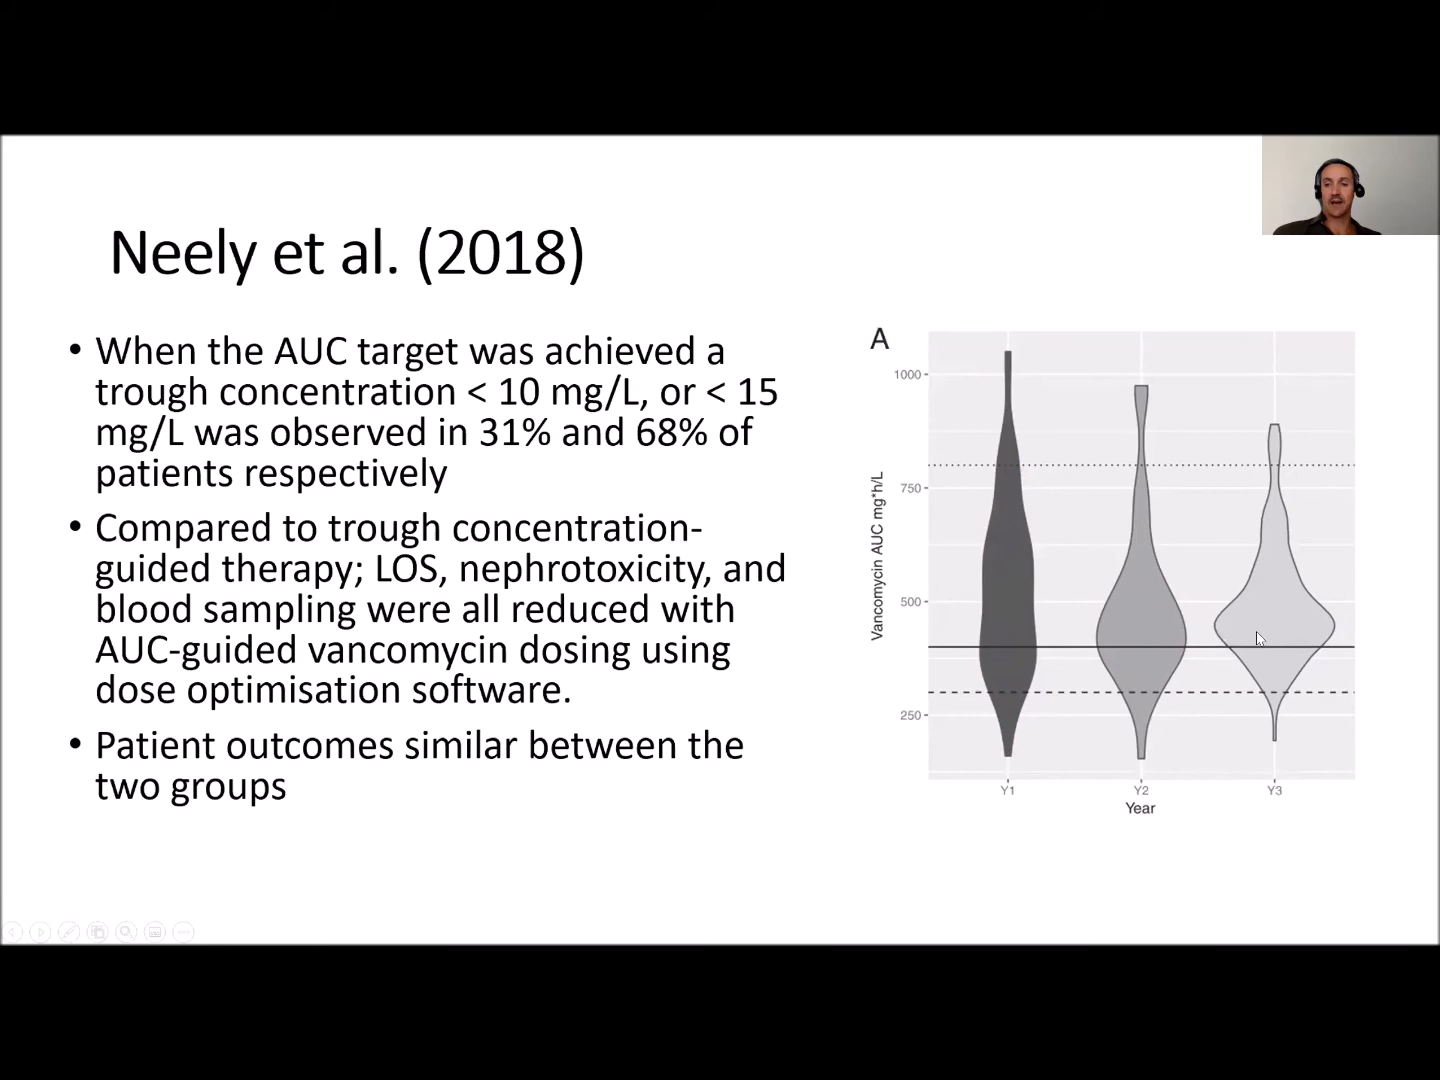 Neely et al. (2018)
• When the AUC target was achieved a
trough concentration < 10 mg/L, or < 15
mg/L was observed in 31% and 68% of
patients respectively
• Compared to trough concentration-
guided therapy; LOS, nephrotoxicity, and
blood sampling were all reduced with
AUC-guided vancomycin dosing using
dose optimisation software.
• Patient outcomes similar between the
two groups
A
Vancomycin AUC mg*h/L
1000
750
500
250
Y1 Y2 Y3
Year